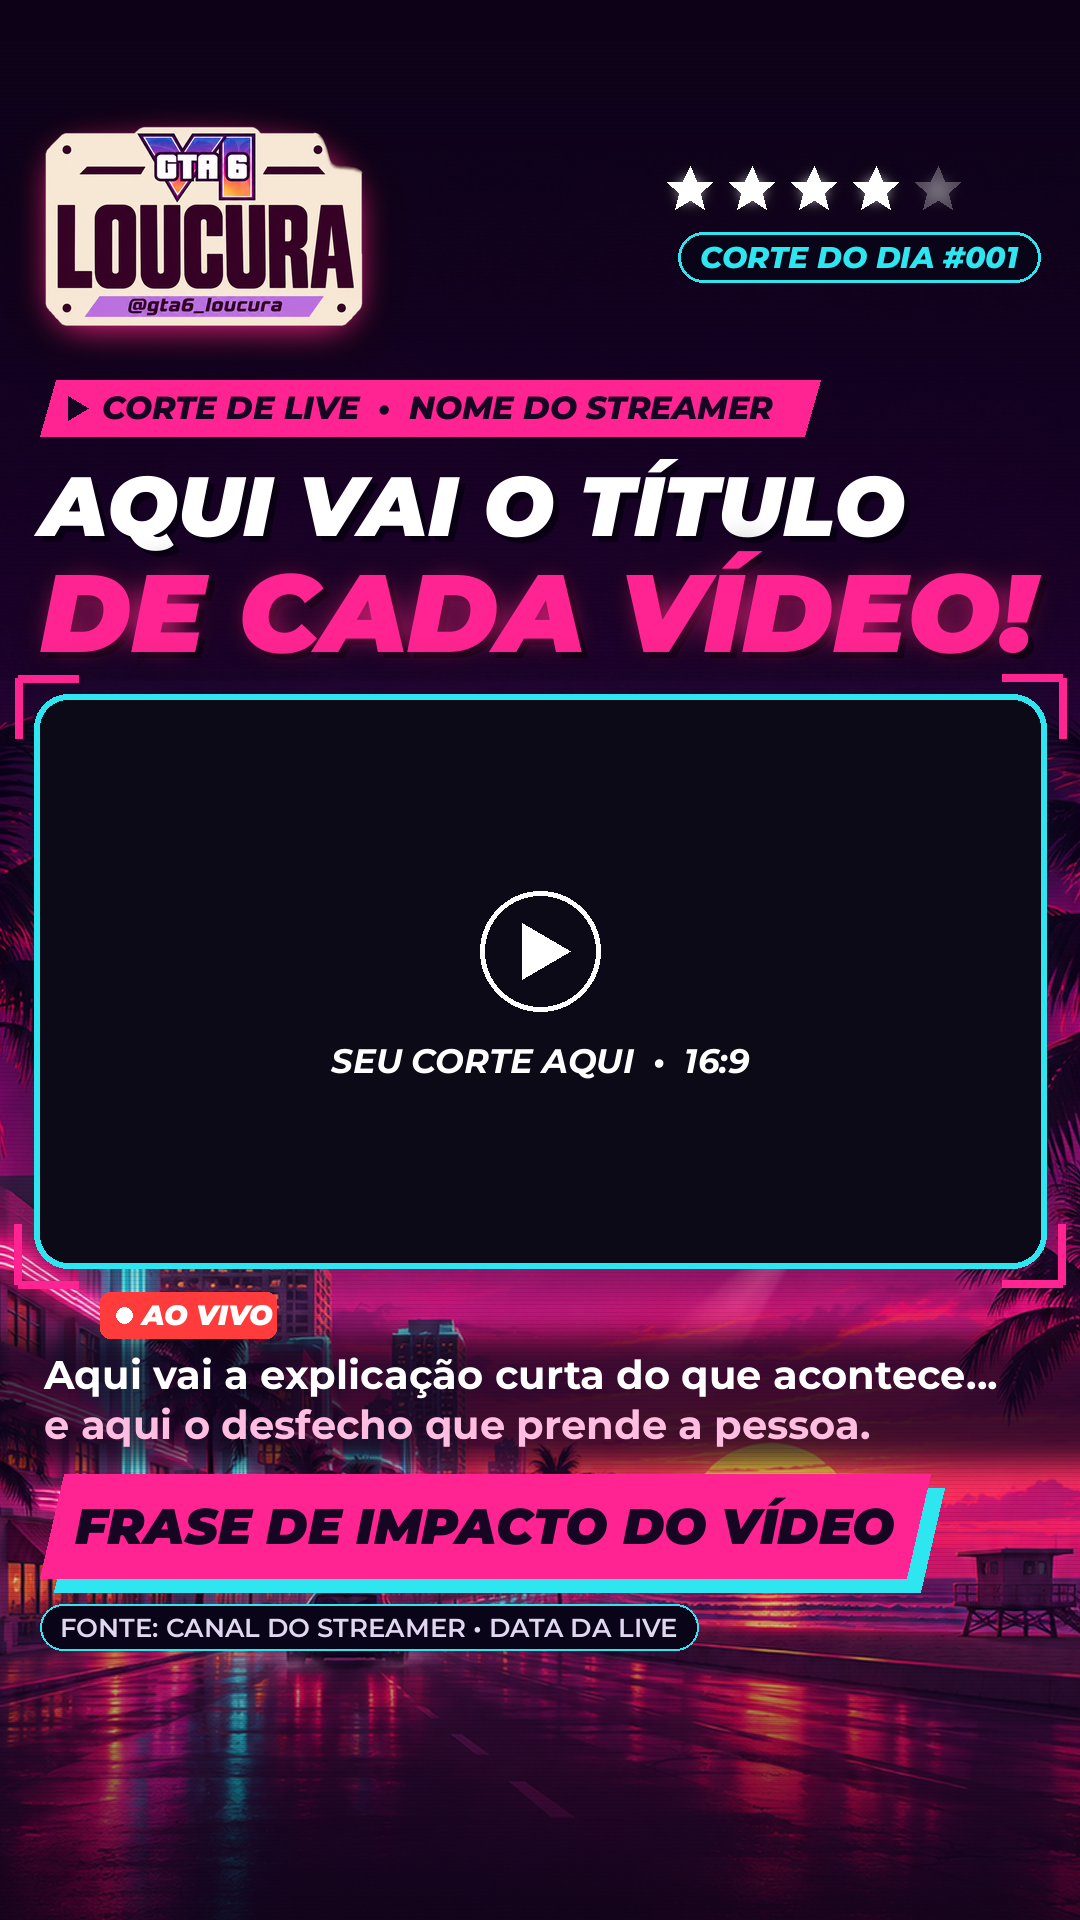 VI
GTA 6
LOUCURA
@gta6_loucura
CORTE DO DIA #001
CORTE DE LIVE • NOME DO STREAMER
AQUI VAI O TÍTULO
DE CADA VÍDEO!
SEU CORTE AQUI • 16:9
AO VIVO
Aqui vai a explicação curta do que acontece...
e aqui o desfecho que prende a pessoa.
FRASE DE IMPACTO DO VÍDEO
FONTE: CANAL DO STREAMER • DATA DA LIVE